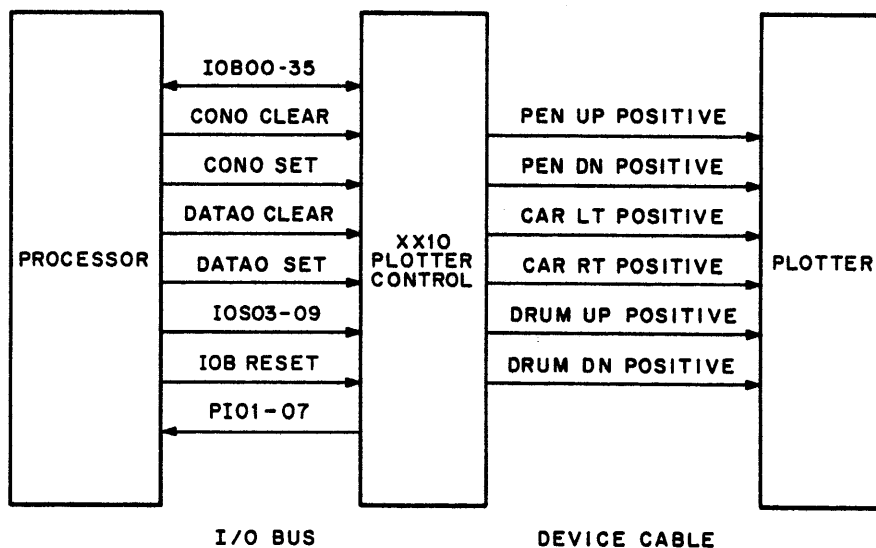 IOB00-35
CONO CLEAR
CONO SET
DATAO CLEAR
DATAO SET
IOS03-09
IOB RESET
PI01-07
PROCESSOR
XX10
PLOTTER
CONTROL
PEN UP POSITIVE
PEN DN POSITIVE
CAR LT POSITIVE
CAR RT POSITIVE
DRUM UP POSITIVE
DRUM DN POSITIVE
PLOTTER
I/O BUS
DEVICE CABLE